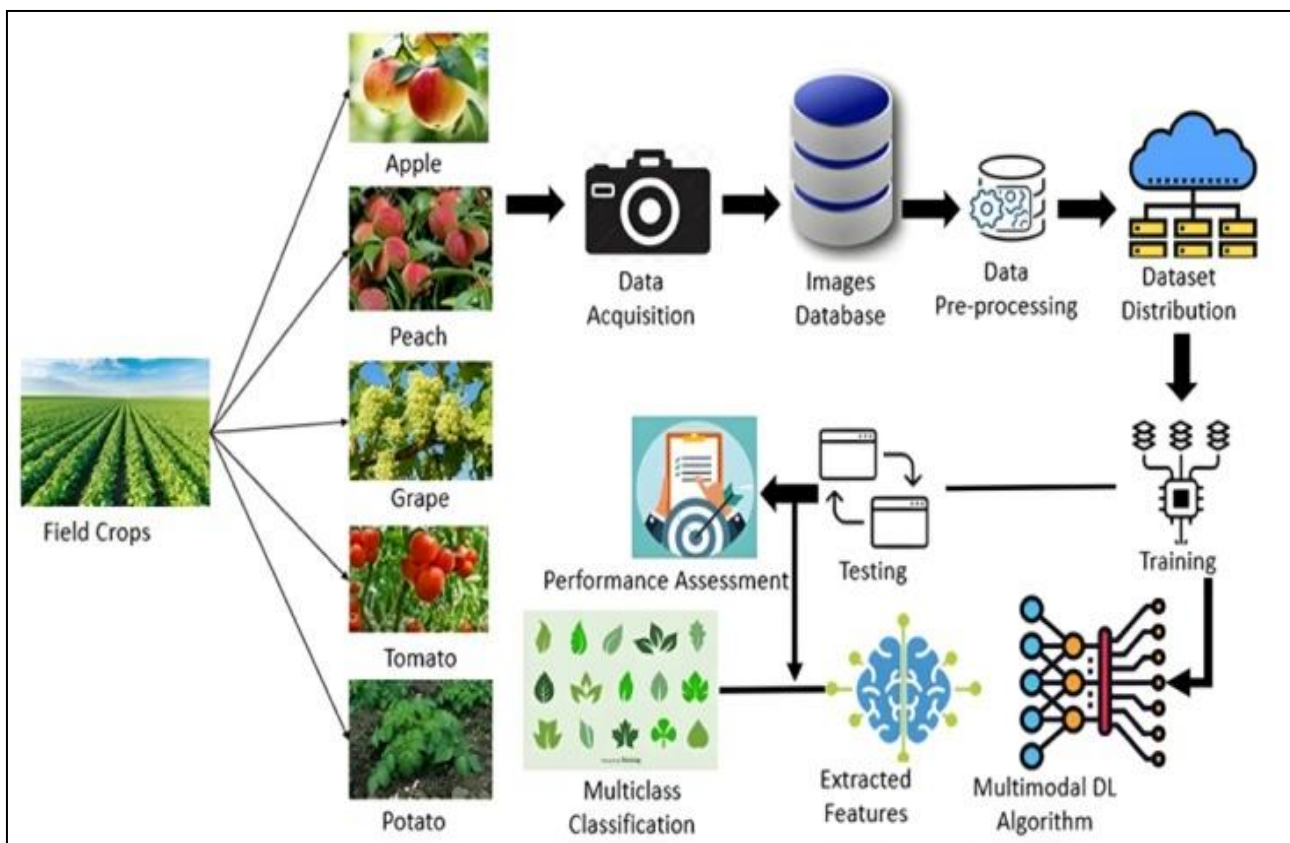 Apple
Peach
Grape
Tomato
Potato
Field Crops
Data
Acquisition
Images
Database
Data
Pre-processing
Dataset
Distribution
Training
Testing
Performance Assessment
Multiclass
Classification
Extracted
Features
Multimodal DL
Algorithm